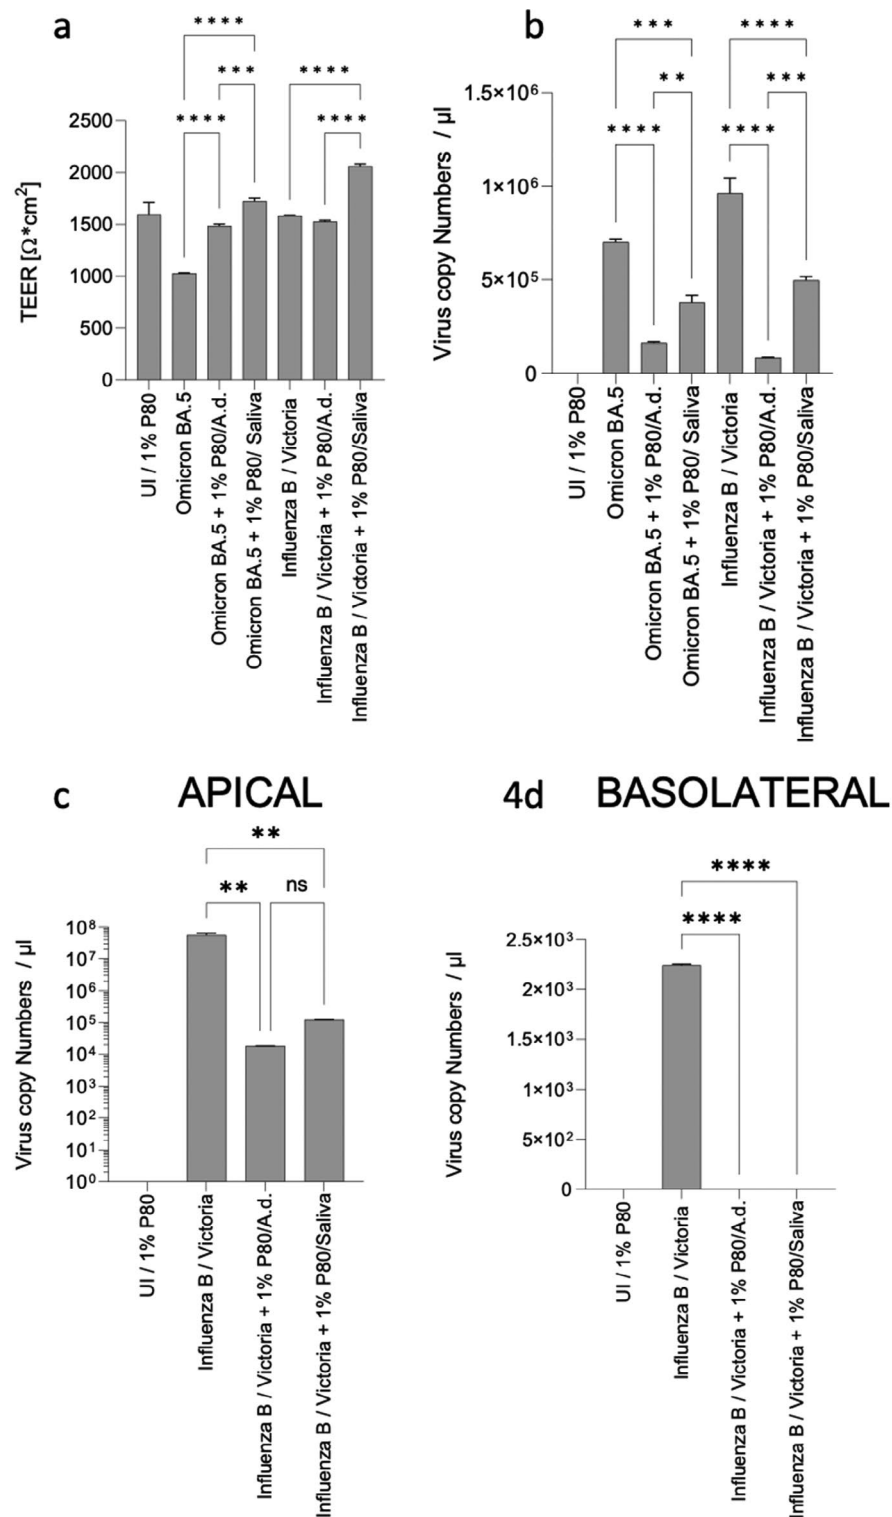 a
**** 
*** ****
**** ****
TEER [Ω*cm²]
2500
2000
1500
1000
500
0
UI / 1% P80
Omicron BA.5
Omicron BA.5 + 1% P80/A.d.
Omicron BA.5 + 1% P80/ Saliva
Influenza B / Victoria
Influenza B / Victoria + 1% P80/A.d.
Influenza B / Victoria + 1% P80/Saliva
b
*** ****
** ***
**** ****
Virus copy Numbers / µl
1.5×10⁶
1×10⁶
5×10⁵
0
UI / 1% P80
Omicron BA.5
Omicron BA.5 + 1% P80/A.d.
Omicron BA.5 + 1% P80/ Saliva
Influenza B / Victoria
Influenza B / Victoria + 1% P80/A.d.
Influenza B / Victoria + 1% P80/Saliva
c APICAL
**
** ns
Virus copy Numbers / µl
10⁸
10⁷
10⁶
10⁵
10⁴
10³
10²
10¹
10⁰
UI / 1% P80
Influenza B / Victoria
Influenza B / Victoria + 1% P80/A.d.
Influenza B / Victoria + 1% P80/Saliva
4d BASOLATERAL
****
****
Virus copy Numbers / µl
2.5×10³
2×10³
1.5×10³
1×10³
5×10²
0
UI / 1% P80
Influenza B / Victoria
Influenza B / Victoria + 1% P80/A.d.
Influenza B / Victoria + 1% P80/Saliva